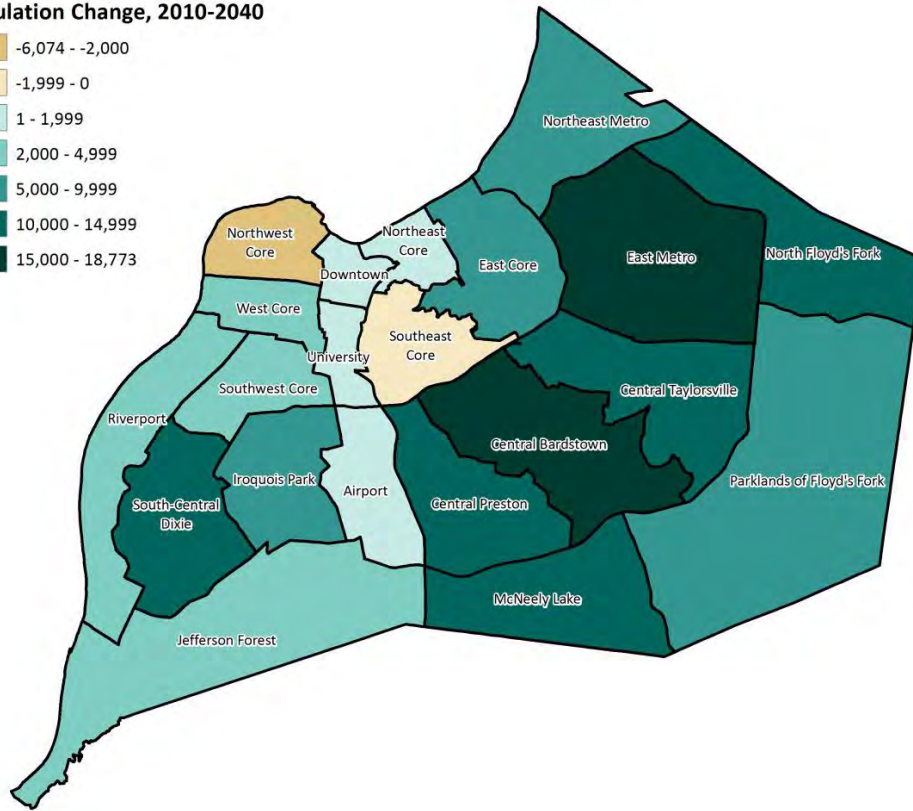 ulation Change, 2010-2040
-6,074 - -2,000
-1,999 - 0
1 - 1,999
2,000 - 4,999
5,000 - 9,999
10,000 - 14,999
15,000 - 18,773
Northeast Metro
Northwest
Core
Northeast
Core
Downtown
East Core
East Metro
North Floyd's Fork
West Core
University
Southeast
Core
Southwest Core
Central Taylorsville
Riverport
Central Bardstown
Iroquois Park
Airport
Parklands of Floyd's Fork
South-Central
Dixie
Central Preston
McNeely Lake
Jefferson Forest